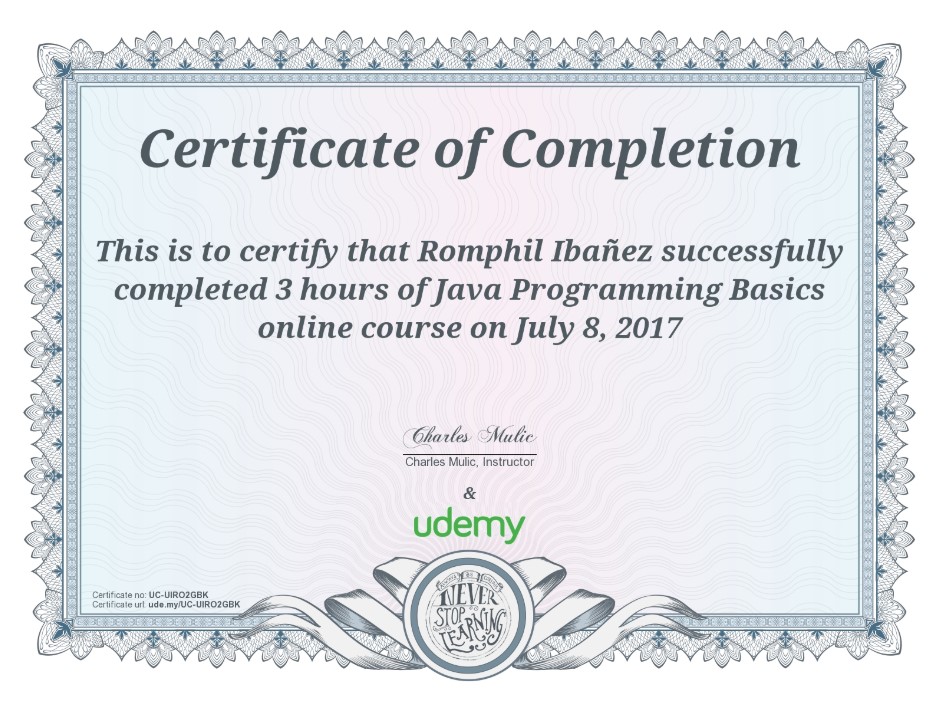 Certificate of Completion
This is to certify that Romphil Ibañez successfully
completed 3 hours of Java Programming Basics
online course on July 8, 2017
Charles Mulic
Charles Mulic, Instructor
&
udemy
Certificate no: UC-UIRO2GBK
Certificate url: ude.my/UC-UIRO2GBK
NEVER
STOP
LEARNING